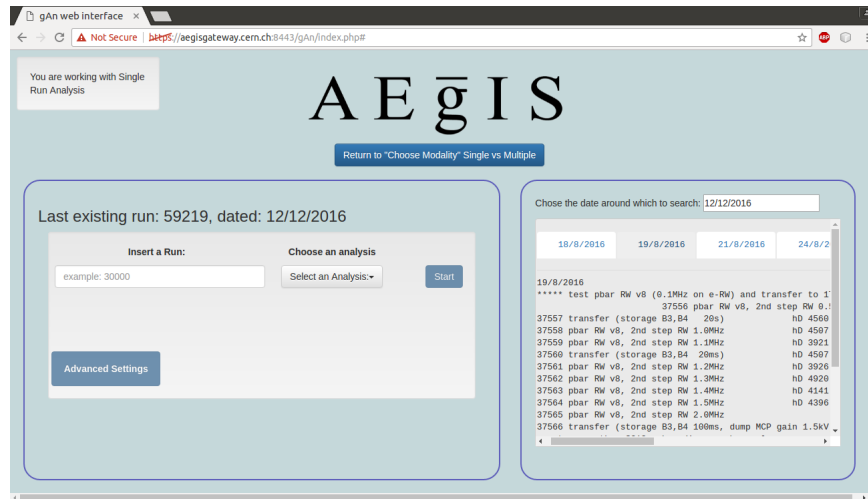 gAn web interface ×
Not Secure | https://aegisgateway.cern.ch:8443/gAn/index.php#
ABP
You are working with Single
Run Analysis
AEḡIS
Return to "Choose Modality" Single vs Multiple
Last existing run: 59219, dated: 12/12/2016
Insert a Run:
Choose an analysis
example: 30000
Select an Analysis:
Start
Advanced Settings
Chose the date around which to search: 12/12/2016
18/8/2016 19/8/2016 21/8/2016 24/8/2
19/8/2016
***** test pbar RW v8 (0.1MHz on e-RW) and transfer to 1
37556 pbar RW v8, 2nd step RW 0.
37557 transfer (storage B3,B4 20s) hD 4560
37558 pbar RW v8, 2nd step RW 1.0MHz hD 4507
37559 pbar RW v8, 2nd step RW 1.1MHz hD 3921
37560 transfer (storage B3,B4 20ms) hD 4507
37561 pbar RW v8, 2nd step RW 1.2MHz hD 3926
37562 pbar RW v8, 2nd step RW 1.3MHz hD 4920
37563 pbar RW v8, 2nd step RW 1.4MHz hD 4141
37564 pbar RW v8, 2nd step RW 1.5MHz hD 4396
37565 pbar RW v8, 2nd step RW 2.0MHz
37566 transfer (storage B3,B4 100ms, dump MCP gain 1.5kV